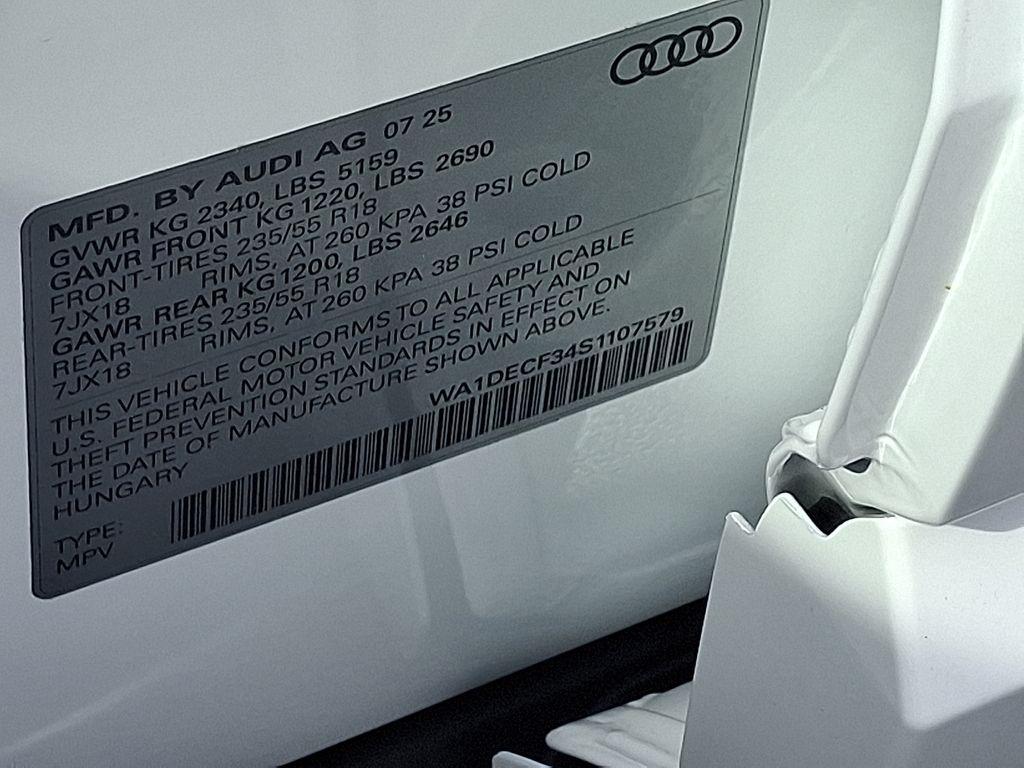 MFD. BY AUDI AG 07 25
GVWR KG 2340, LBS 5159
GAWR FRONT KG 1220, LBS 2690
FRONT-TIRES 235/55 R18
7JX18 RIMS, AT 260 KPA 38 PSI COLD
GAWR REAR KG 1200, LBS 2646
REAR-TIRES 235/55 R18
7JX18 RIMS, AT 260 KPA 38 PSI COLD
THIS VEHICLE CONFORMS TO ALL APPLICABLE
U.S. FEDERAL MOTOR VEHICLE SAFETY AND
THEFT PREVENTION STANDARDS IN EFFECT ON
THE DATE OF MANUFACTURE SHOWN ABOVE.
HUNGARY
WA1DECF34S1107579
TYPE:
MPV